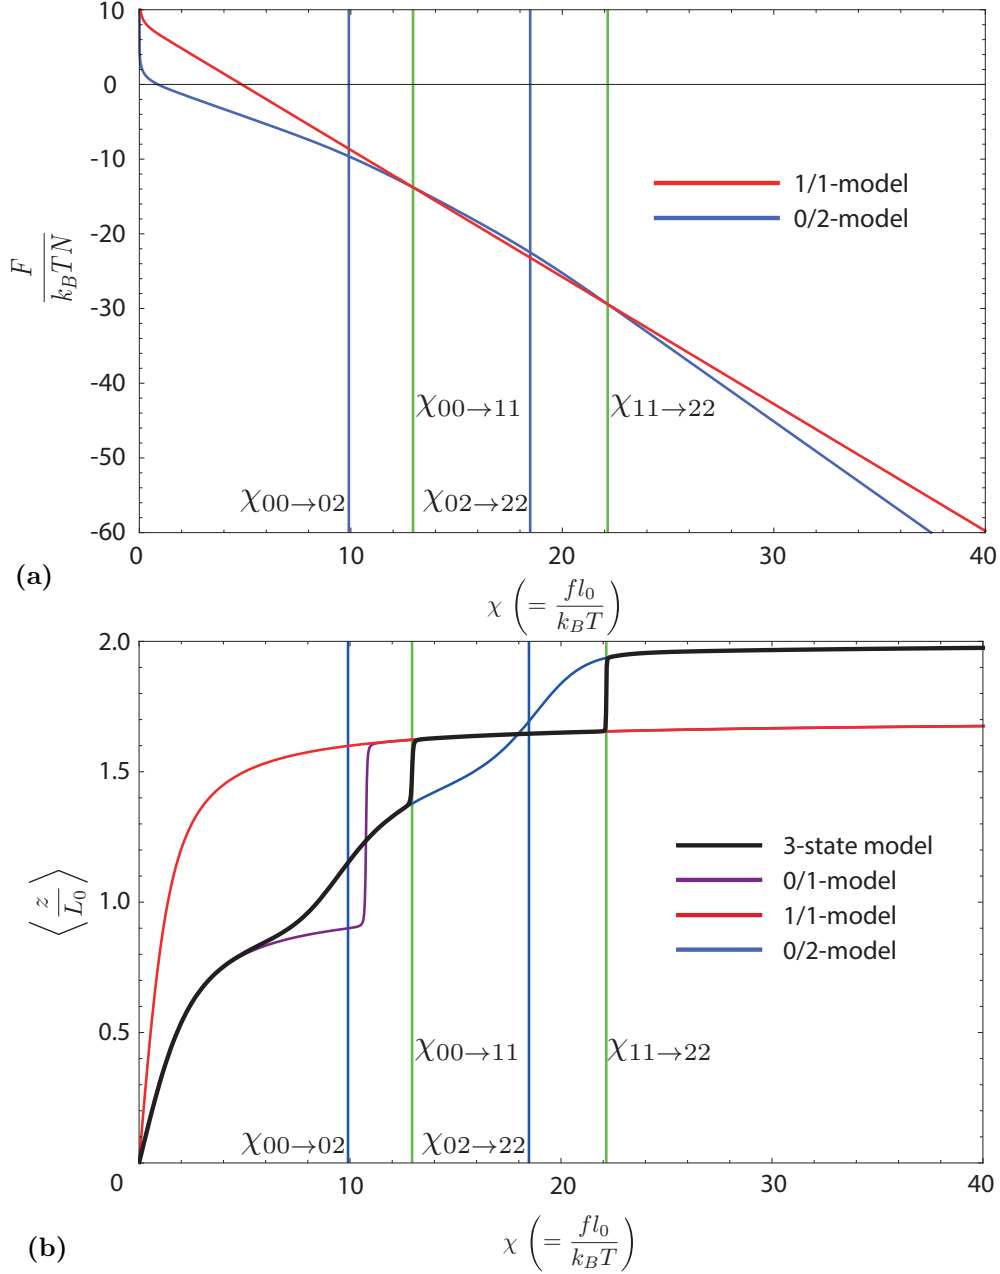 10
0
-10
-20
-30
-40
-50
-60
F
k_BTN
1/1-model
0/2-model
χ00→11
χ11→22
χ00→02
χ02→22
0
10
20
30
40
(a)
χ (= fl0/k_BT)
2.0
1.5
1.0
0.5
0
⟨z/L0⟩
3-state model
0/1-model
1/1-model
0/2-model
χ00→11
χ11→22
χ00→02
χ02→22
10
20
30
40
(b)
χ (= fl0/k_BT)